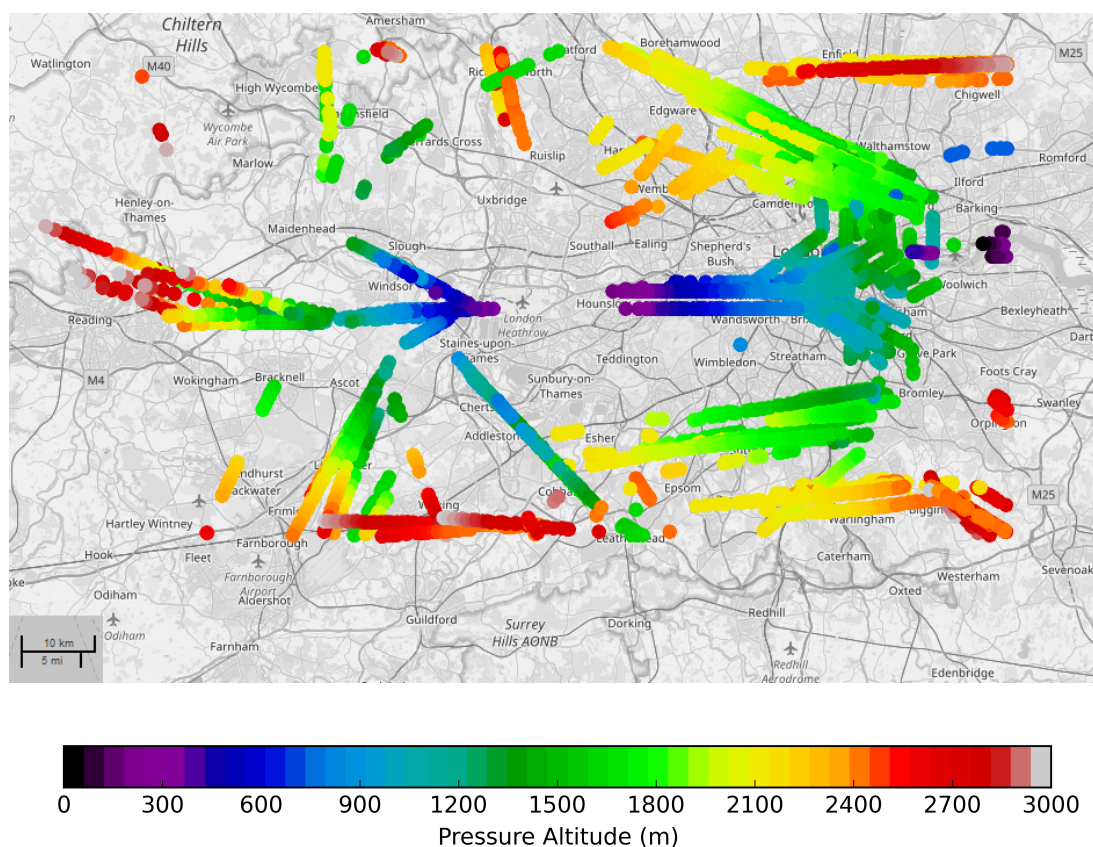 Chiltern
Hills
Amersham
Borehamwood
Enfield
M25
Watlington
M40
High Wycombe
Chigwell
Edgware
Wycombe
Air Park
Marlow
Ruislip
Walthamstow
Romford
Ilford
Henley-on-
Thames
Uxbridge
Barking
Maidenhead
Slough
Southall
Ealing
Shepherd's
Bush
Windsor
Woolwich
Reading
London
Heathrow
Wandsworth
Bexleyheath
Staines-upon-
Thames
Teddington
Wimbledon
Streatham
Grove Park
M4
Wokingham
Bracknell
Ascot
Sunbury-on-
Thames
Foots Cray
Bromley
Swanley
Orpington
Addlestone
Esher
Epsom
M25
Hartley Wintney
Warlingham
Hook
Fleet
Farnborough
Leatherhead
Caterham
Farnborough
Airport
Westerham
Sevenoak
Odiham
Aldershot
Oxted
Odiham
Guildford
Surrey
Hills AONB
Dorking
Redhill
10 km
5 mi
Farnham
Redhill
Aerodrome
Edenbridge
0 300 600 900 1200 1500 1800 2100 2400 2700 3000
Pressure Altitude (m)